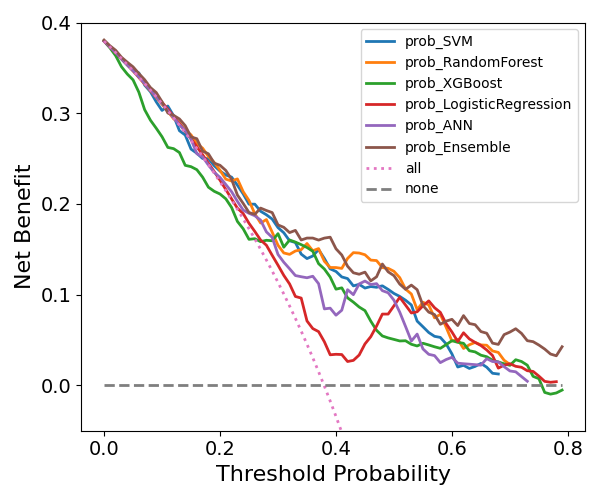 0.4
0.3
0.2
0.1
0.0
Net Benefit
prob_SVM
prob_RandomForest
prob_XGBoost
prob_LogisticRegression
prob_ANN
prob_Ensemble
all
none
0.0 0.2 0.4 0.6 0.8
Threshold Probability